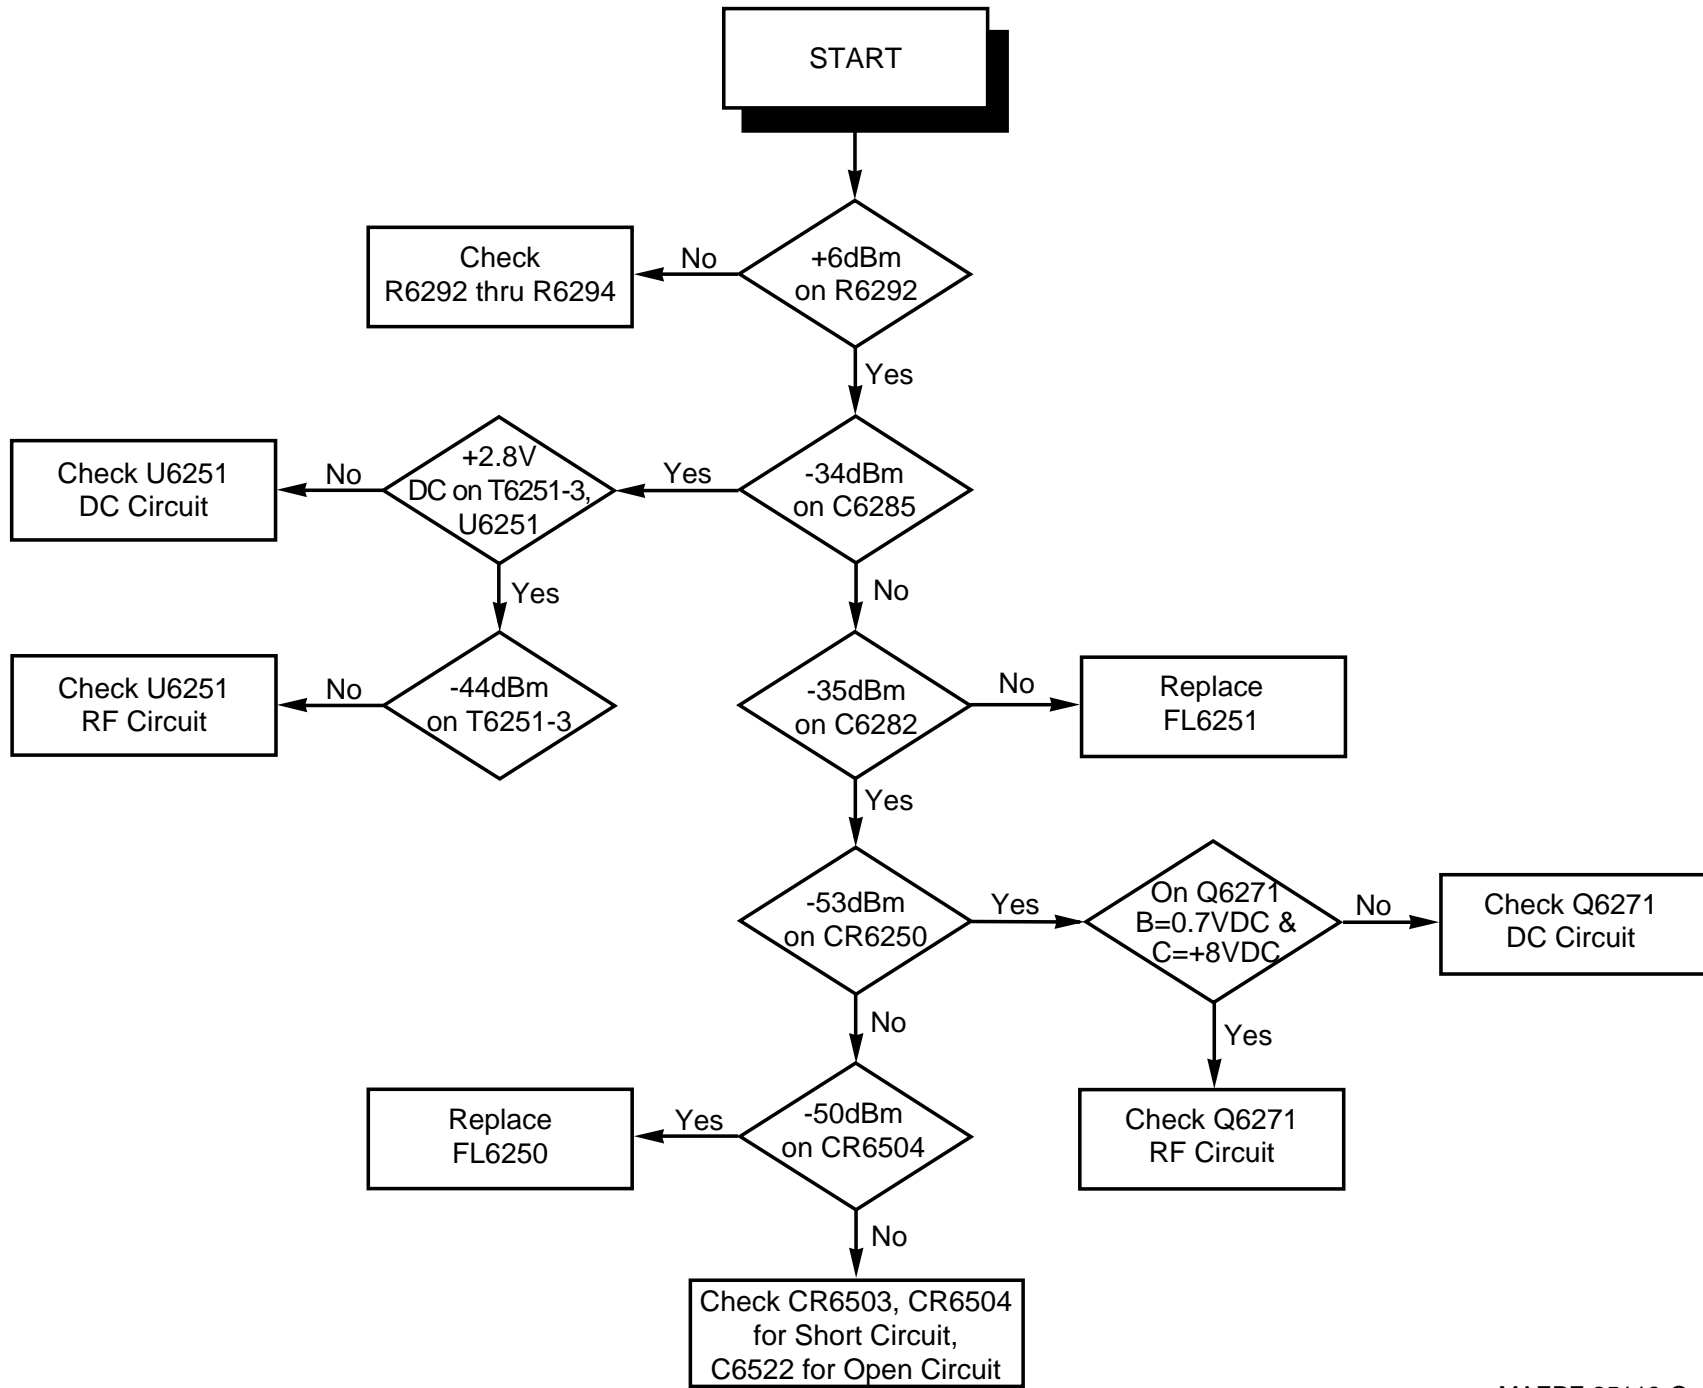 START
+6dBm
on R6292
No
Check
R6292 thru R6294
Yes
-34dBm
on C6285
Yes
+2.8V
DC on T6251-3,
U6251
No
Check U6251
DC Circuit
Yes
-44dBm
on T6251-3
No
Check U6251
RF Circuit
No
-35dBm
on C6282
No
Replace
FL6251
Yes
-53dBm
on CR6250
Yes
On Q6271
B=0.7VDC &
C=+8VDC
No
Check Q6271
DC Circuit
Yes
Check Q6271
RF Circuit
No
-50dBm
on CR6504
Yes
Replace
FL6250
No
Check CR6503, CR6504
for Short Circuit,
C6522 for Open Circuit